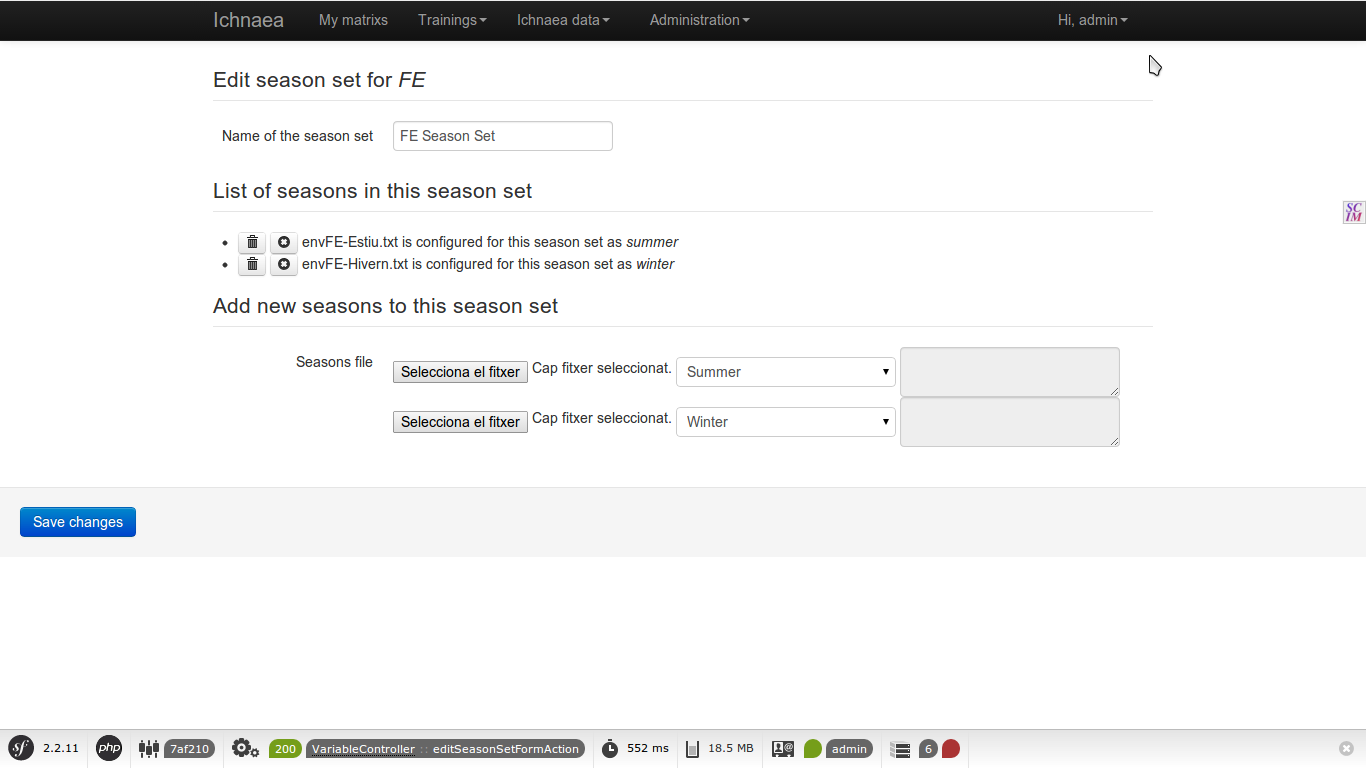 Ichnaea My matrixs Trainings Ichnaea data Administration Hi, admin
Edit season set for FE
Name of the season set FE Season Set
List of seasons in this season set
envFE-Estiu.txt is configured for this season set as summer
envFE-Hivern.txt is configured for this season set as winter
Add new seasons to this season set
Seasons file Selecciona el fitxer Cap fitxer seleccionat. Summer
Selecciona el fitxer Cap fitxer seleccionat. Winter
SC
IM
Save changes
sf 2.2.11 php 7af210 200 VariableController :: editSeasonSetFormAction 552 ms 18.5 MB admin 6